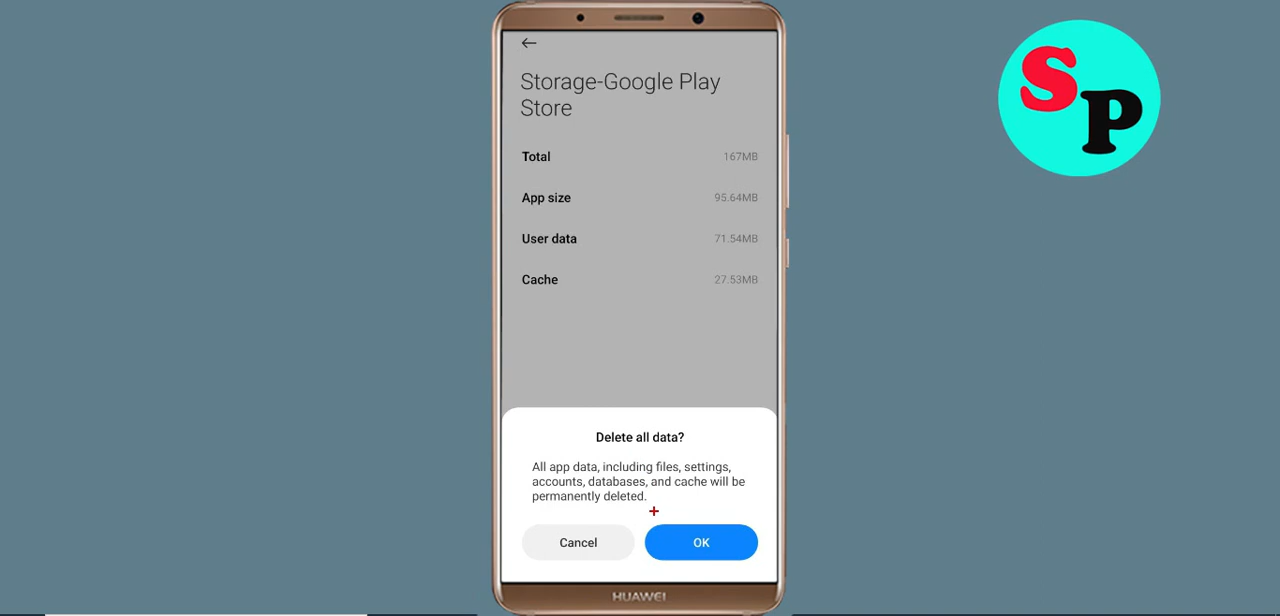 SP
Storage-Google Play
Store
Total 167MB
App size 95.64MB
User data 71.54MB
Cache 27.53MB
Delete all data?
All app data, including files, settings,
accounts, databases, and cache will be
permanently deleted.
Cancel OK
HUAWEI